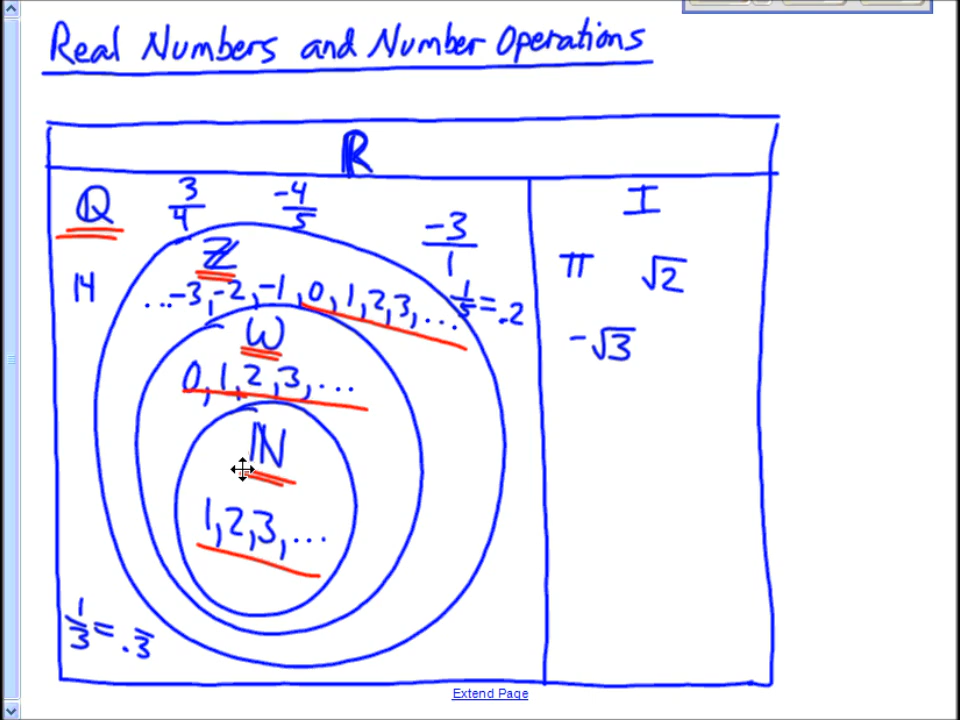 Real Numbers and Number Operations
ℝ
ℚ 3/4 -4/5 -3/1 I
ℤ
π √2
14
...-3,-2,-1,0,1,2,3,... 1/5=.2
W
-√3
0,1,2,3,...
ℕ
1,2,3,...
1/3=.3̅
Extend Page